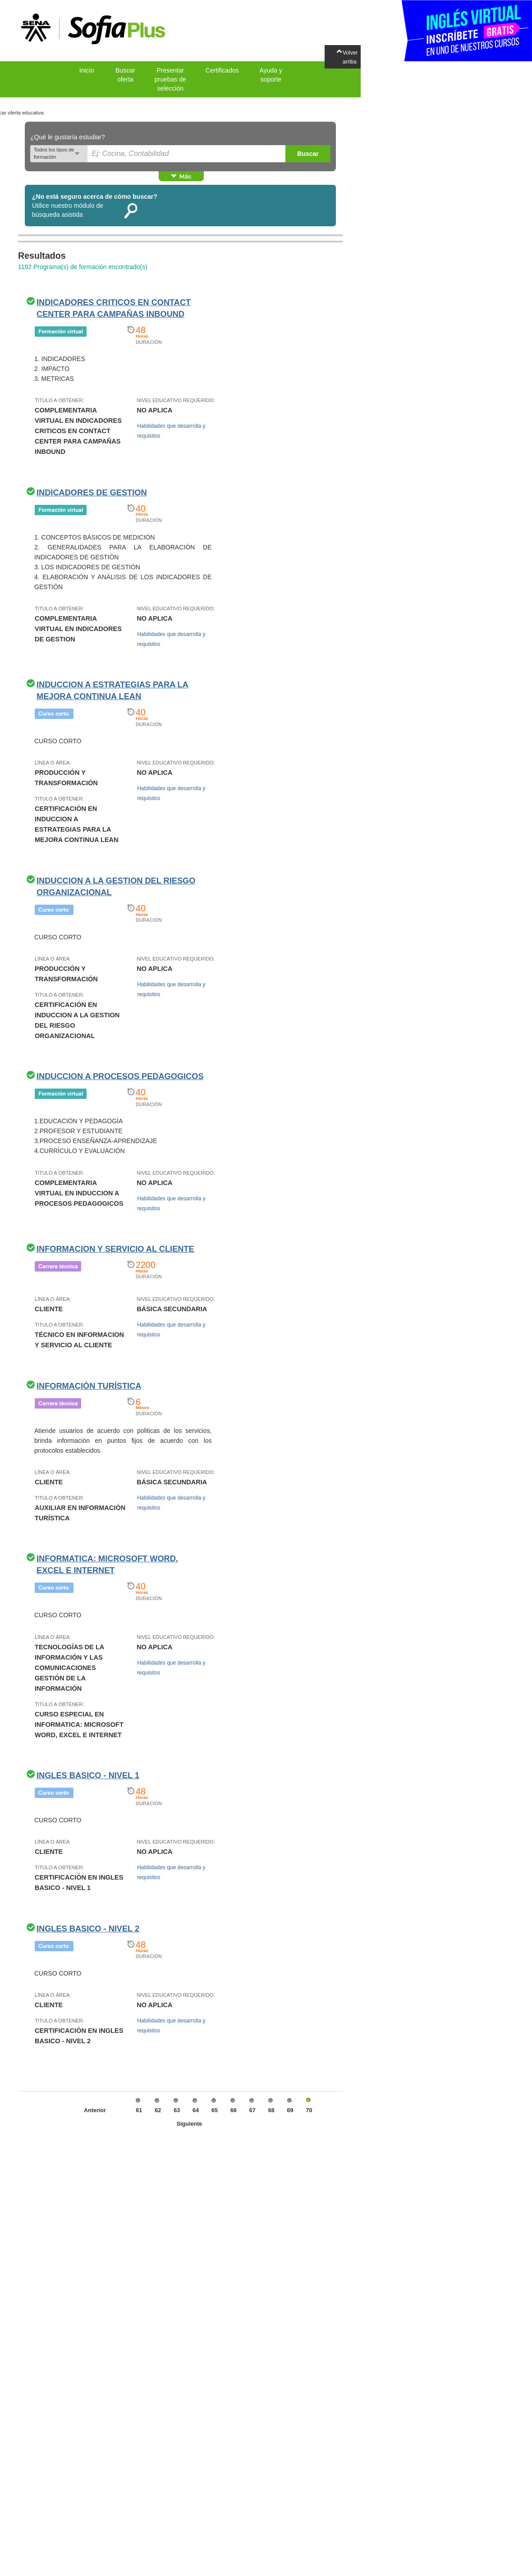 SENA
SofiaPlus
INGLÉS VIRTUAL
INSCRÍBETE GRATIS
EN UNO DE NUESTROS CURSOS
Volver
arriba
Inicio
Buscar
oferta
Presentar
pruebas de
selección
Certificados
Ayuda y
soporte
car oferta educativa
¿Qué le gustaría estudiar?
Todos los tipos de
formación
Ej: Cocina, Contabilidad
Buscar
Más
¿No está seguro acerca de cómo buscar?
Utilice nuestro módulo de
búsqueda asistida
Resultados
1192 Programa(s) de formación encontrado(s)
INDICADORES CRITICOS EN CONTACT
CENTER PARA CAMPAÑAS INBOUND
Formación virtual
48
Horas
DURACIÓN
1. INDICADORES
2. IMPACTO
3. METRICAS
TITULO A OBTENER:
COMPLEMENTARIA
VIRTUAL EN INDICADORES
CRITICOS EN CONTACT
CENTER PARA CAMPAÑAS
INBOUND
NIVEL EDUCATIVO REQUERIDO:
NO APLICA
Habilidades que desarrolla y
requisitos
INDICADORES DE GESTION
Formación virtual
40
Horas
DURACIÓN
1. CONCEPTOS BÁSICOS DE MEDICIÓN
2. GENERALIDADES PARA LA ELABORACIÓN DE
INDICADORES DE GESTIÓN
3. LOS INDICADORES DE GESTIÓN
4. ELABORACIÓN Y ANÁLISIS DE LOS INDICADORES DE
GESTIÓN
TITULO A OBTENER:
COMPLEMENTARIA
VIRTUAL EN INDICADORES
DE GESTION
NIVEL EDUCATIVO REQUERIDO:
NO APLICA
Habilidades que desarrolla y
requisitos
INDUCCION A ESTRATEGIAS PARA LA
MEJORA CONTINUA LEAN
Curso corto
40
Horas
DURACIÓN
CURSO CORTO
LÍNEA O ÁREA:
PRODUCCIÓN Y
TRANSFORMACIÓN
TITULO A OBTENER:
CERTIFICACIÓN EN
INDUCCION A
ESTRATEGIAS PARA LA
MEJORA CONTINUA LEAN
NIVEL EDUCATIVO REQUERIDO:
NO APLICA
Habilidades que desarrolla y
requisitos
INDUCCION A LA GESTION DEL RIESGO
ORGANIZACIONAL
Curso corto
40
Horas
DURACIÓN
CURSO CORTO
LÍNEA O ÁREA:
PRODUCCIÓN Y
TRANSFORMACIÓN
TITULO A OBTENER:
CERTIFICACIÓN EN
INDUCCION A LA GESTION
DEL RIESGO
ORGANIZACIONAL
NIVEL EDUCATIVO REQUERIDO:
NO APLICA
Habilidades que desarrolla y
requisitos
INDUCCION A PROCESOS PEDAGOGICOS
Formación virtual
40
Horas
DURACIÓN
1.EDUCACIÓN Y PEDAGOGÍA
2.PROFESOR Y ESTUDIANTE
3.PROCESO ENSEÑANZA-APRENDIZAJE
4.CURRÍCULO Y EVALUACIÓN
TITULO A OBTENER:
COMPLEMENTARIA
VIRTUAL EN INDUCCION A
PROCESOS PEDAGOGICOS
NIVEL EDUCATIVO REQUERIDO:
NO APLICA
Habilidades que desarrolla y
requisitos
INFORMACION Y SERVICIO AL CLIENTE
Carrera técnica
2200
Horas
DURACIÓN
LÍNEA O ÁREA:
CLIENTE
TITULO A OBTENER:
TÉCNICO EN INFORMACION
Y SERVICIO AL CLIENTE
NIVEL EDUCATIVO REQUERIDO:
BÁSICA SECUNDARIA
Habilidades que desarrolla y
requisitos
INFORMACIÓN TURÍSTICA
Carrera técnica
6
Meses
DURACIÓN
Atiende usuarios de acuerdo con politicas de los servicios,
brinda información en puntos fijos de acuerdo con los
protocolos establecidos.
LÍNEA O ÁREA:
CLIENTE
TITULO A OBTENER:
AUXILIAR EN INFORMACIÓN
TURÍSTICA
NIVEL EDUCATIVO REQUERIDO:
BÁSICA SECUNDARIA
Habilidades que desarrolla y
requisitos
INFORMATICA: MICROSOFT WORD,
EXCEL E INTERNET
Curso corto
40
Horas
DURACIÓN
CURSO CORTO
LÍNEA O ÁREA:
TECNOLOGÍAS DE LA
INFORMACIÓN Y LAS
COMUNICACIONES
GESTIÓN DE LA
INFORMACIÓN
TITULO A OBTENER:
CURSO ESPECIAL EN
INFORMATICA: MICROSOFT
WORD, EXCEL E INTERNET
NIVEL EDUCATIVO REQUERIDO:
NO APLICA
Habilidades que desarrolla y
requisitos
INGLES BASICO - NIVEL 1
Curso corto
48
Horas
DURACIÓN
CURSO CORTO
LÍNEA O ÁREA:
CLIENTE
TITULO A OBTENER:
CERTIFICACIÓN EN INGLES
BASICO - NIVEL 1
NIVEL EDUCATIVO REQUERIDO:
NO APLICA
Habilidades que desarrolla y
requisitos
INGLES BASICO - NIVEL 2
Curso corto
48
Horas
DURACIÓN
CURSO CORTO
LÍNEA O ÁREA:
CLIENTE
TITULO A OBTENER:
CERTIFICACIÓN EN INGLES
BASICO - NIVEL 2
NIVEL EDUCATIVO REQUERIDO:
NO APLICA
Habilidades que desarrolla y
requisitos
Anterior 61 62 63 64 65 66 67 68 69 70
Siguiente